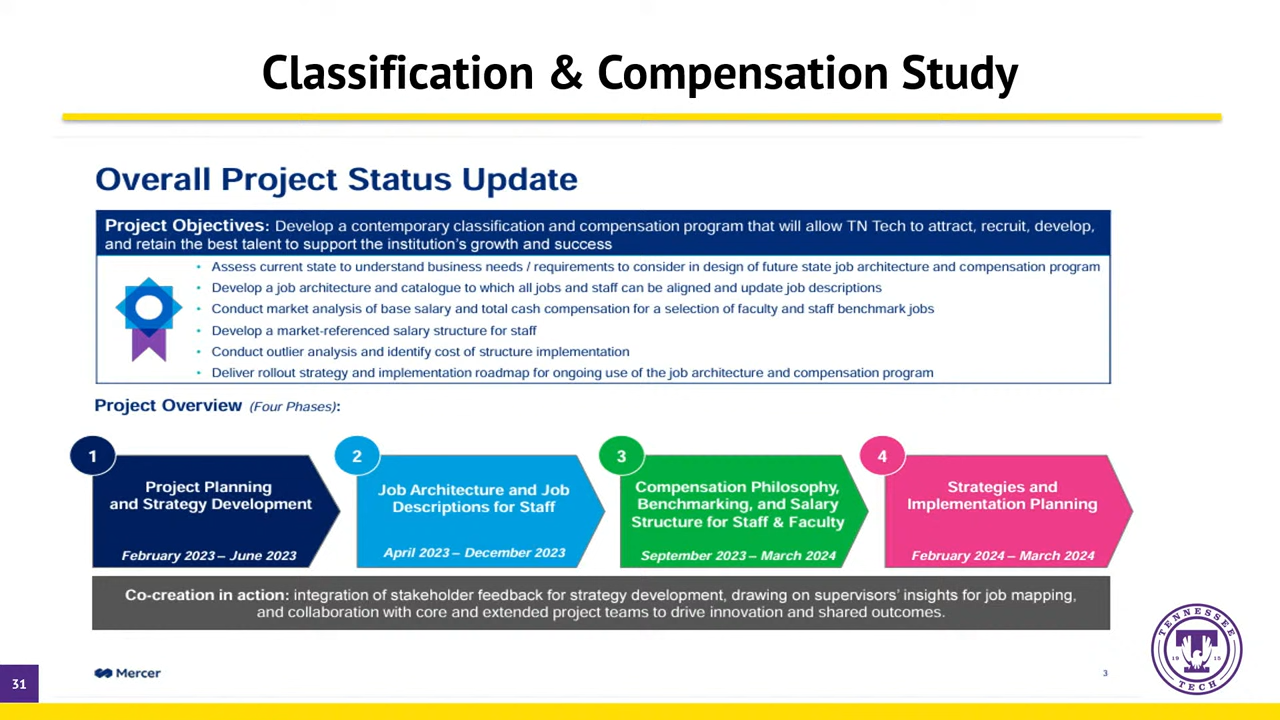 Classification & Compensation Study
Overall Project Status Update
Project Objectives: Develop a contemporary classification and compensation program that will allow TN Tech to attract, recruit, develop,
and retain the best talent to support the institution's growth and success
• Assess current state to understand business needs / requirements to consider in design of future state job architecture and compensation program
• Develop a job architecture and catalogue to which all jobs and staff can be aligned and update job descriptions
• Conduct market analysis of base salary and total cash compensation for a selection of faculty and staff benchmark jobs
• Develop a market-referenced salary structure for staff
• Conduct outlier analysis and identify cost of structure implementation
• Deliver rollout strategy and implementation roadmap for ongoing use of the job architecture and compensation program
Project Overview (Four Phases):
1
Project Planning
and Strategy Development
February 2023 – June 2023
2
Job Architecture and Job
Descriptions for Staff
April 2023 – December 2023
3
Compensation Philosophy,
Benchmarking, and Salary
Structure for Staff & Faculty
September 2023 – March 2024
4
Strategies and
Implementation Planning
February 2024 – March 2024
Co-creation in action: integration of stakeholder feedback for strategy development, drawing on supervisors' insights for job mapping,
and collaboration with core and extended project teams to drive innovation and shared outcomes.
Mercer
3
31
TENNESSEE
T
19 15
TECH